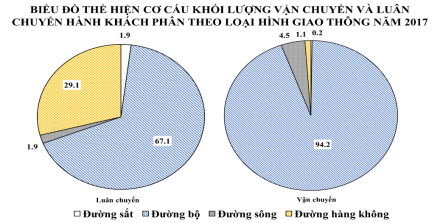 BIỂU ĐỒ THỂ HIỆN CƠ CẤU KHỐI LƯỢNG VẬN CHUYỂN VÀ LUÂN
CHUYỂN HÀNH KHÁCH PHÂN THEO LOẠI HÌNH GIAO THÔNG NĂM 2017
1.9
4.5 1.1 0.2
29.1
67.1
1.9
94.2
Luân chuyển Vận chuyển
Đường sắt Đường bộ Đường sông Đường hàng không